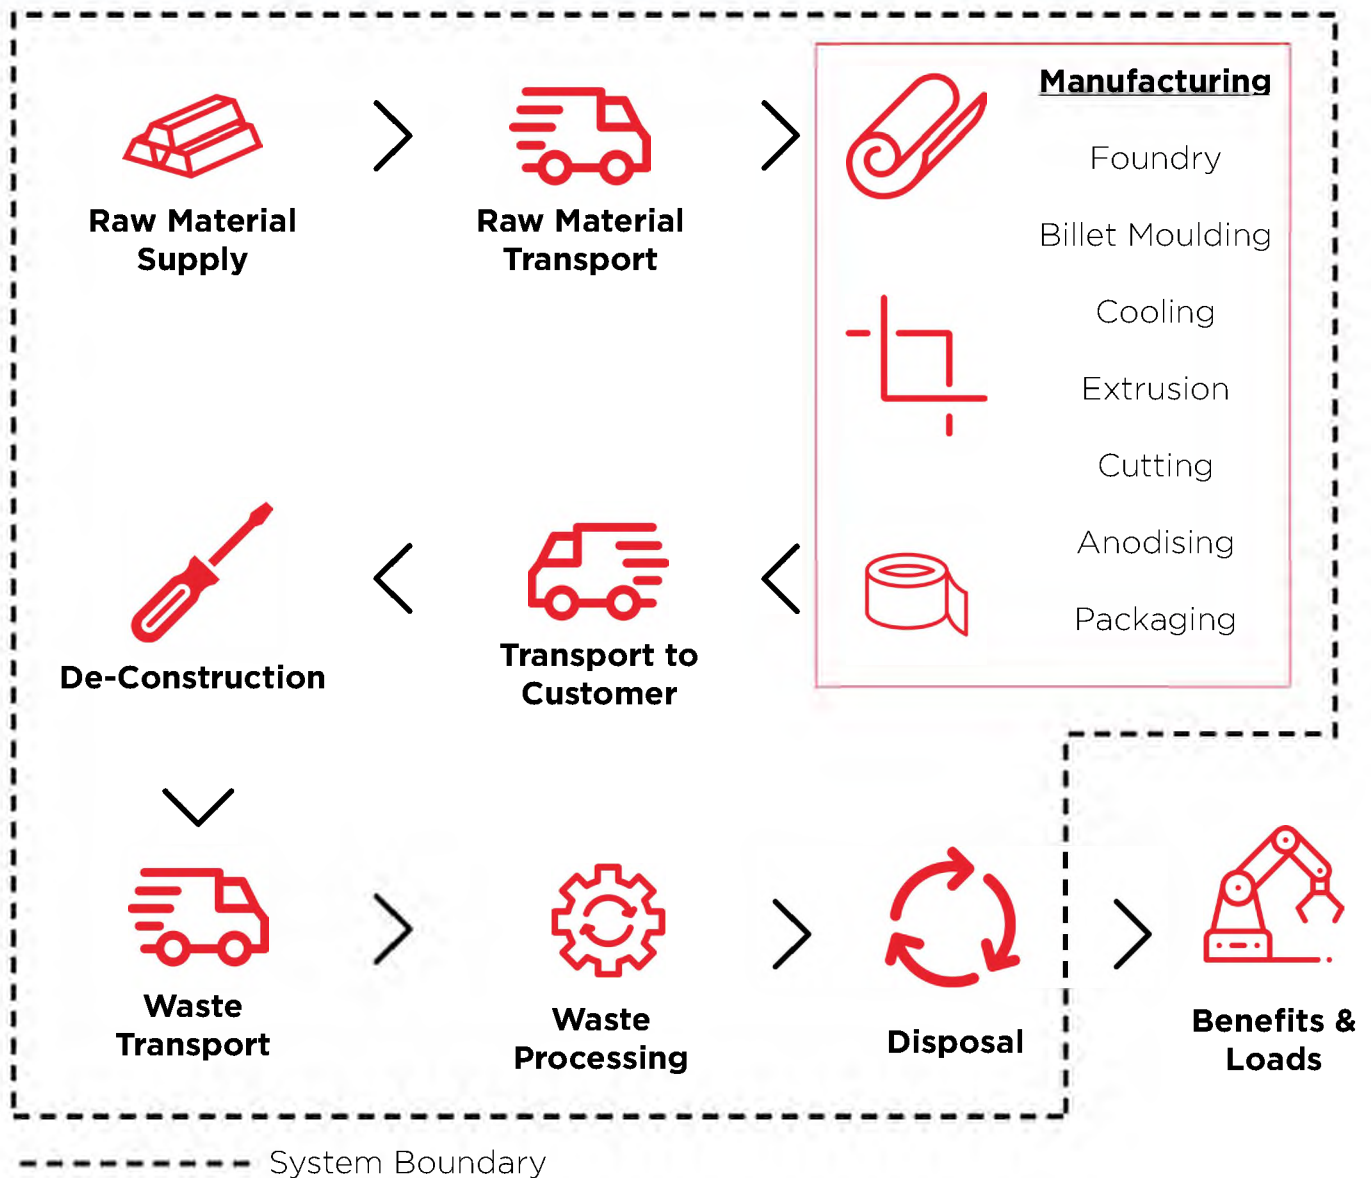 Raw Material
Supply
Raw Material
Transport
Manufacturing
Foundry
Billet Moulding
Cooling
Extrusion
Cutting
Anodising
Packaging
Transport to
Customer
De-Construction
Waste
Transport
Waste
Processing
Disposal
Benefits &
Loads
System Boundary